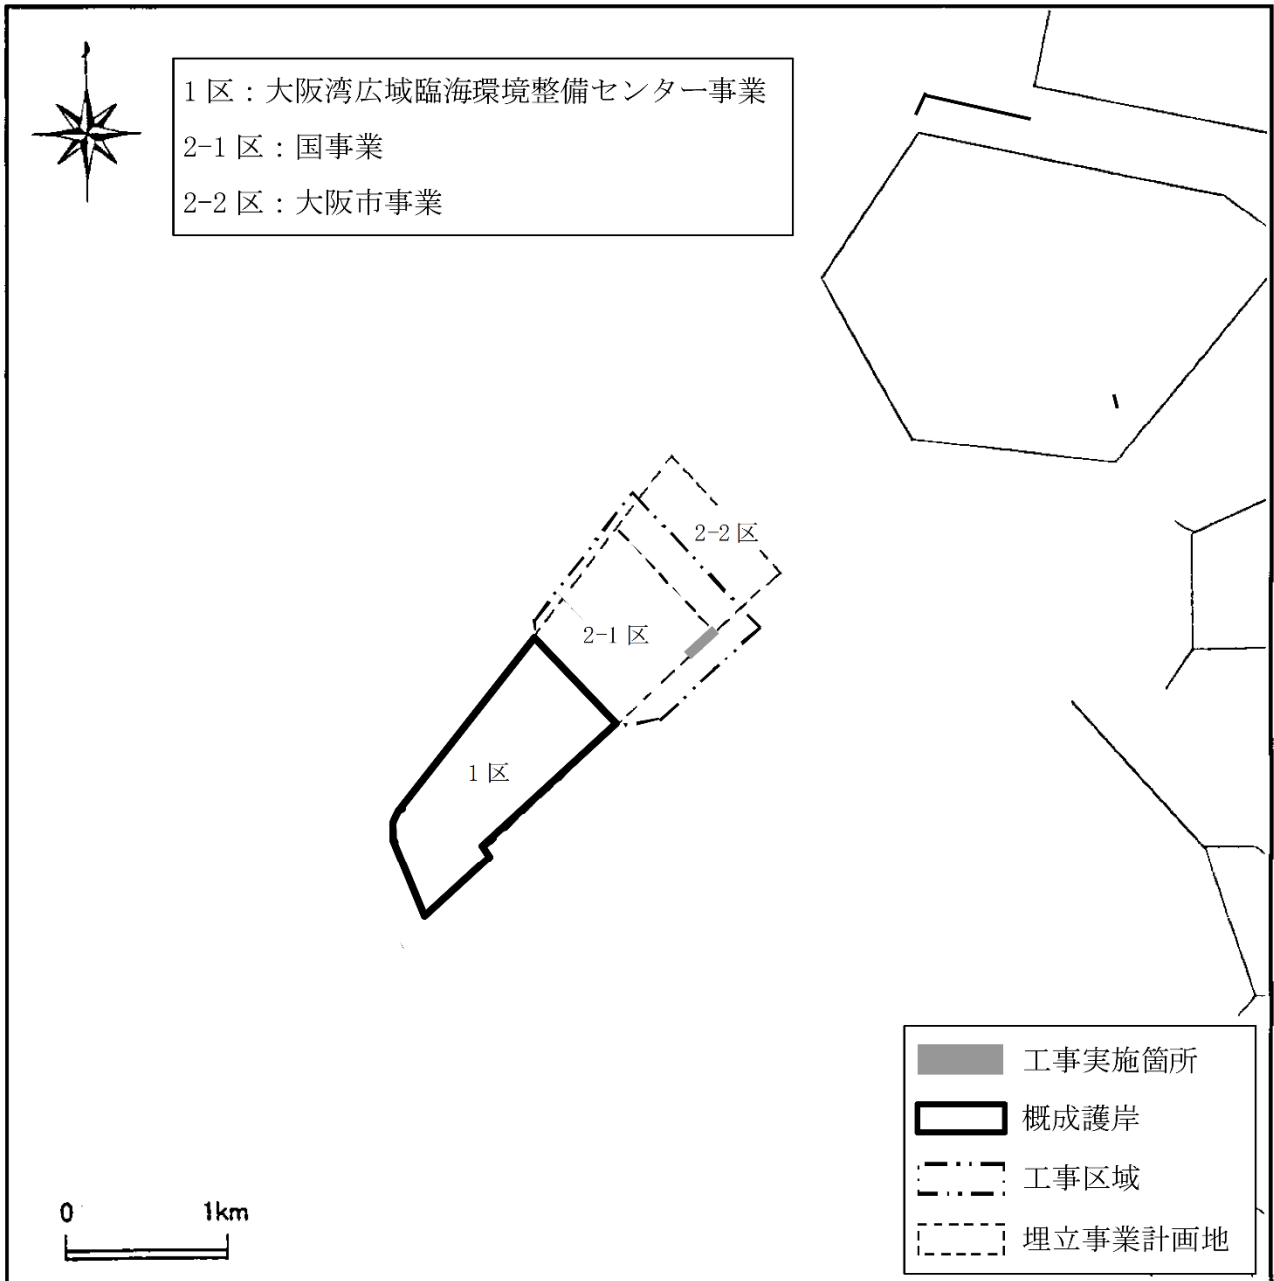 1 区：大阪湾広域臨海環境整備センター事業
2-1 区：国事業
2-2 区：大阪市事業
2-2 区
2-1 区
1 区
工事実施箇所
概成護岸
工事区域
埋立事業計画地
0 1km